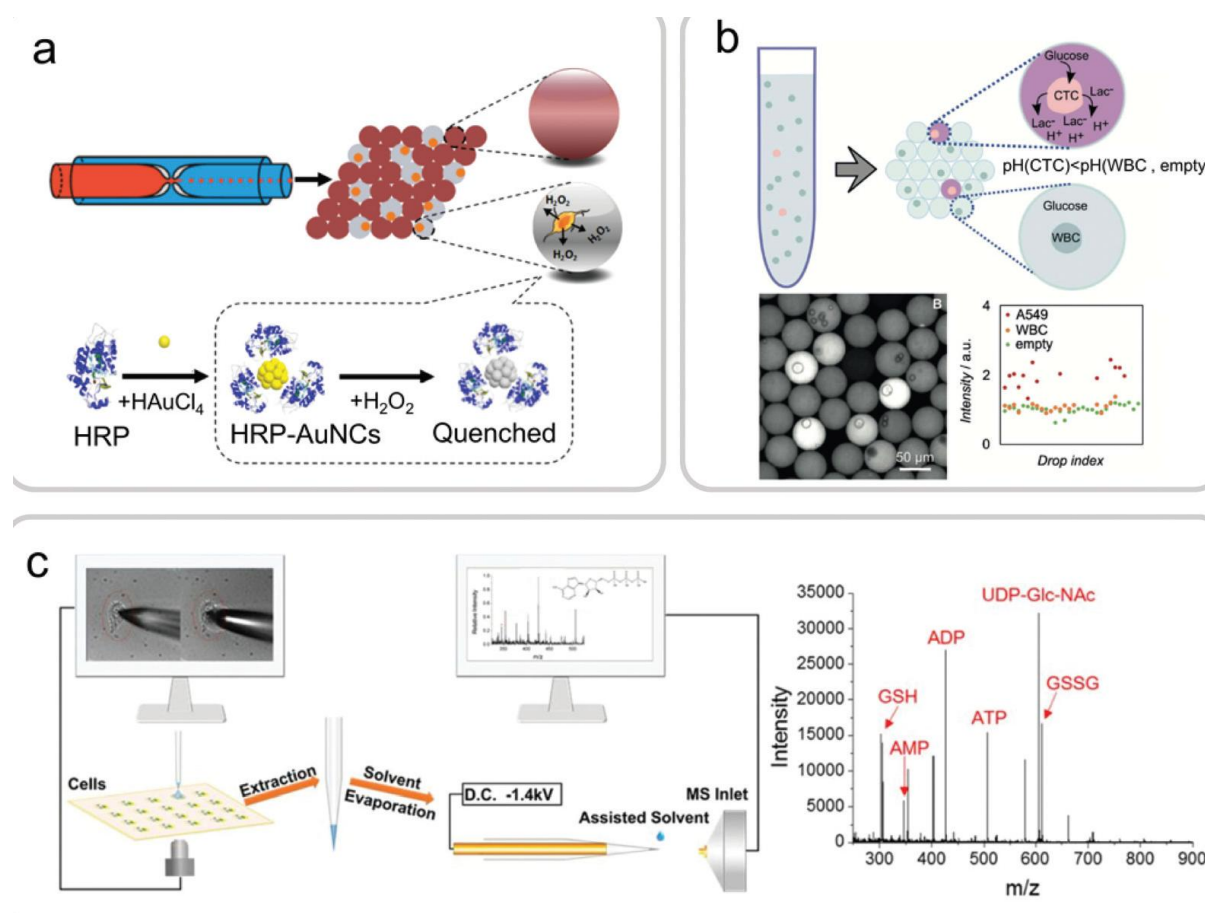 a
H₂O₂
H₂O₂
H₂O₂
+HAuCl₄
+H₂O₂
HRP
HRP-AuNCs
Quenched
b
Glucose
CTC
Lac⁻
Lac⁻
Lac⁻
H⁺
H⁺
H⁺
pH(CTC)<pH(WBC , empty
Glucose
WBC
B
50 µm
4
A549
WBC
empty
2
0
Intensity / a.u.
Drop index
c
Relative Intensity
m/z
Cells
Extraction
Solvent
Evaporation
D.C. -1.4kV
Assisted Solvent
MS Inlet
35000
30000
25000
20000
15000
10000
5000
0
Intensity
UDP-Glc-NAc
ADP
GSH
GSSG
ATP
AMP
300 400 500 600 700 800 900
m/z